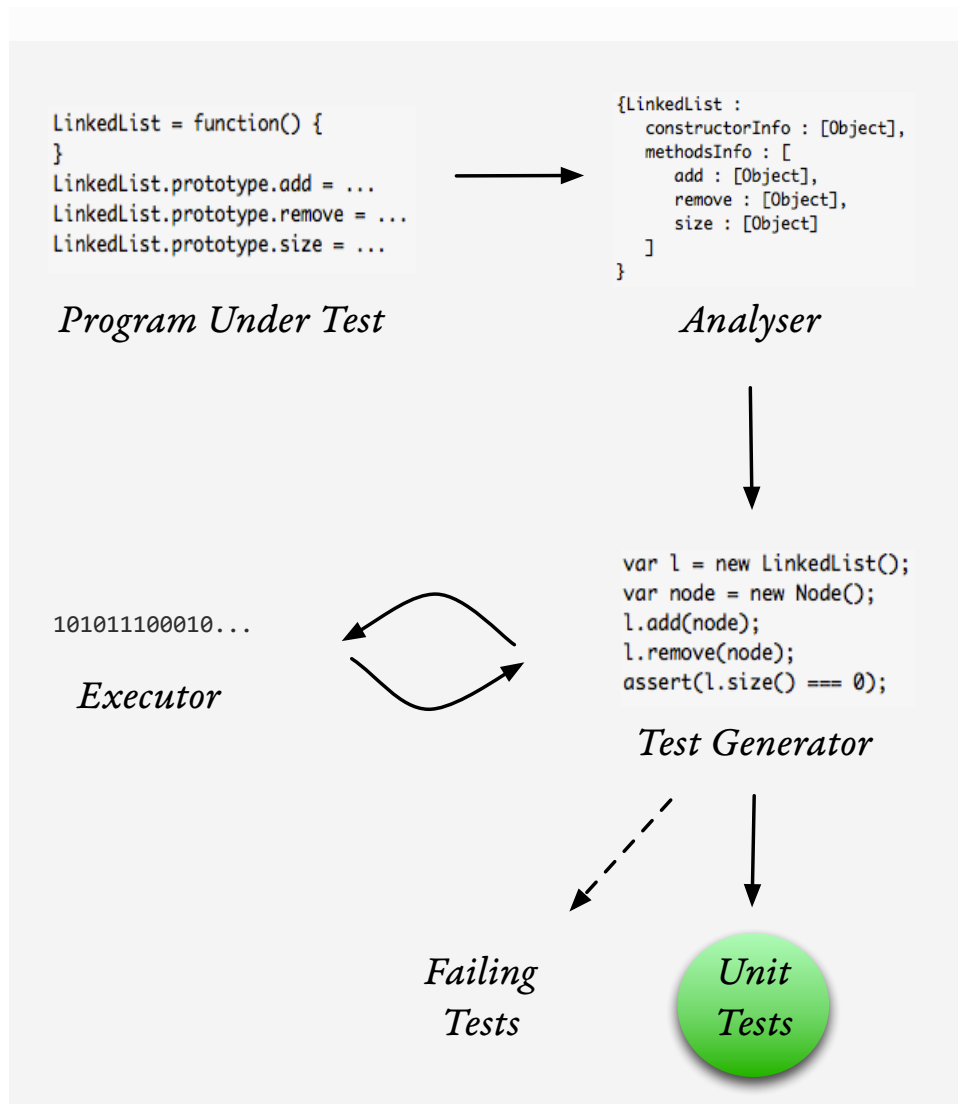 LinkedList = function() {
}
LinkedList.prototype.add = ...
LinkedList.prototype.remove = ...
LinkedList.prototype.size = ...
Program Under Test
{LinkedList :
constructorInfo : [Object],
methodsInfo : [
add : [Object],
remove : [Object],
size : [Object]
]
}
Analyser
101011100010...
Executor
var l = new LinkedList();
var node = new Node();
l.add(node);
l.remove(node);
assert(l.size() === 0);
Test Generator
Failing
Tests
Unit
Tests